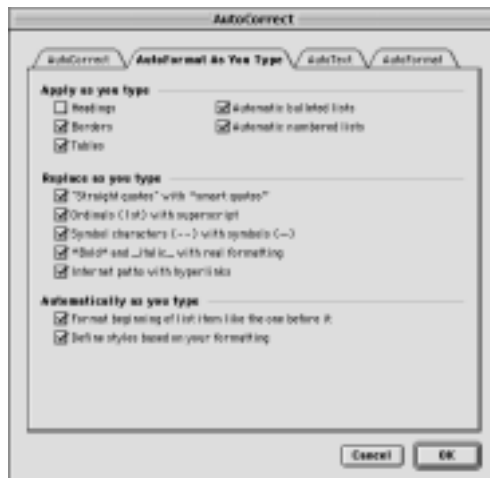 AutoCorrect
AutoCorrect AutoFormat As You Type AutoText AutoFormat
Apply as you type
Headings Automatic bulleted lists
Borders Automatic numbered lists
Tables
Replace as you type
"Straight quotes" with “smart quotes”
Ordinals (1st) with superscript
Symbol characters (--) with symbols (—)
*Bold* and _italic_ with real formatting
Internet paths with hyperlinks
Automatically as you type
Format beginning of list item like the one before it
Define styles based on your formatting
Cancel OK